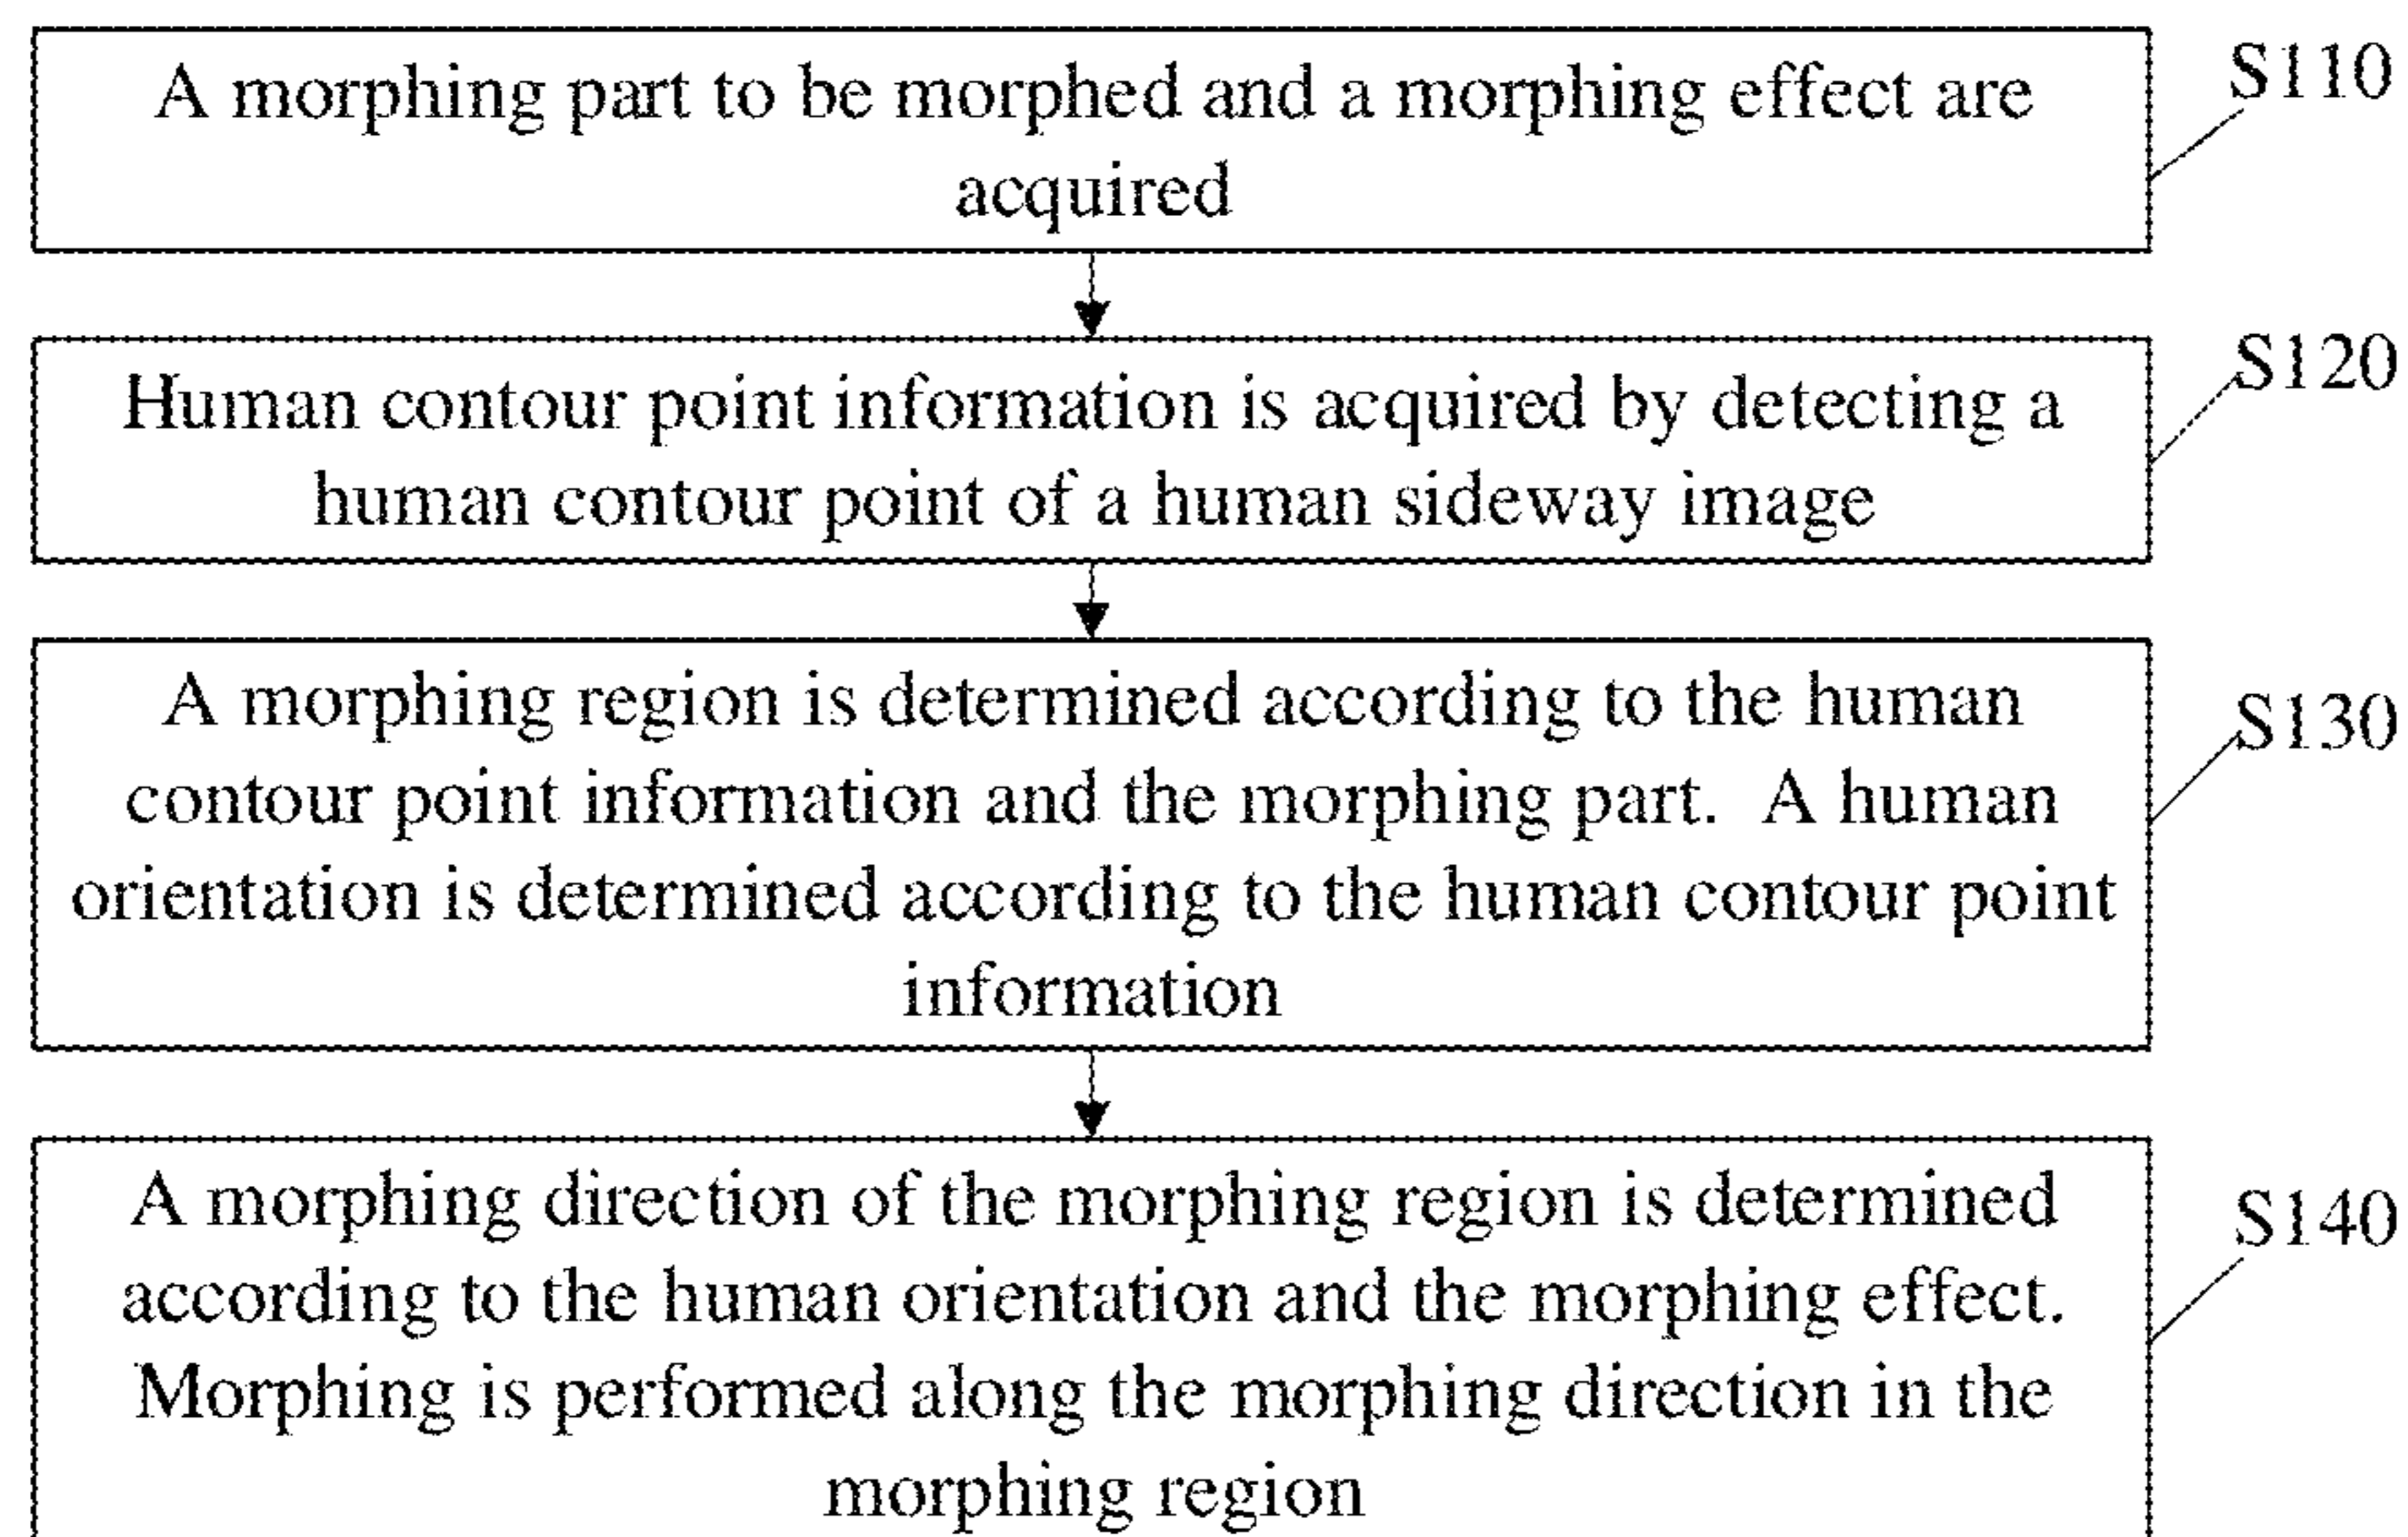 A morphing part to be morphed and a morphing effect are
acquired
S110
Human contour point information is acquired by detecting a
human contour point of a human sideway image
S120
A morphing region is determined according to the human
contour point information and the morphing part. A human
orientation is determined according to the human contour point
information
S130
A morphing direction of the morphing region is determined
according to the human orientation and the morphing effect.
Morphing is performed along the morphing direction in the
morphing region
S140